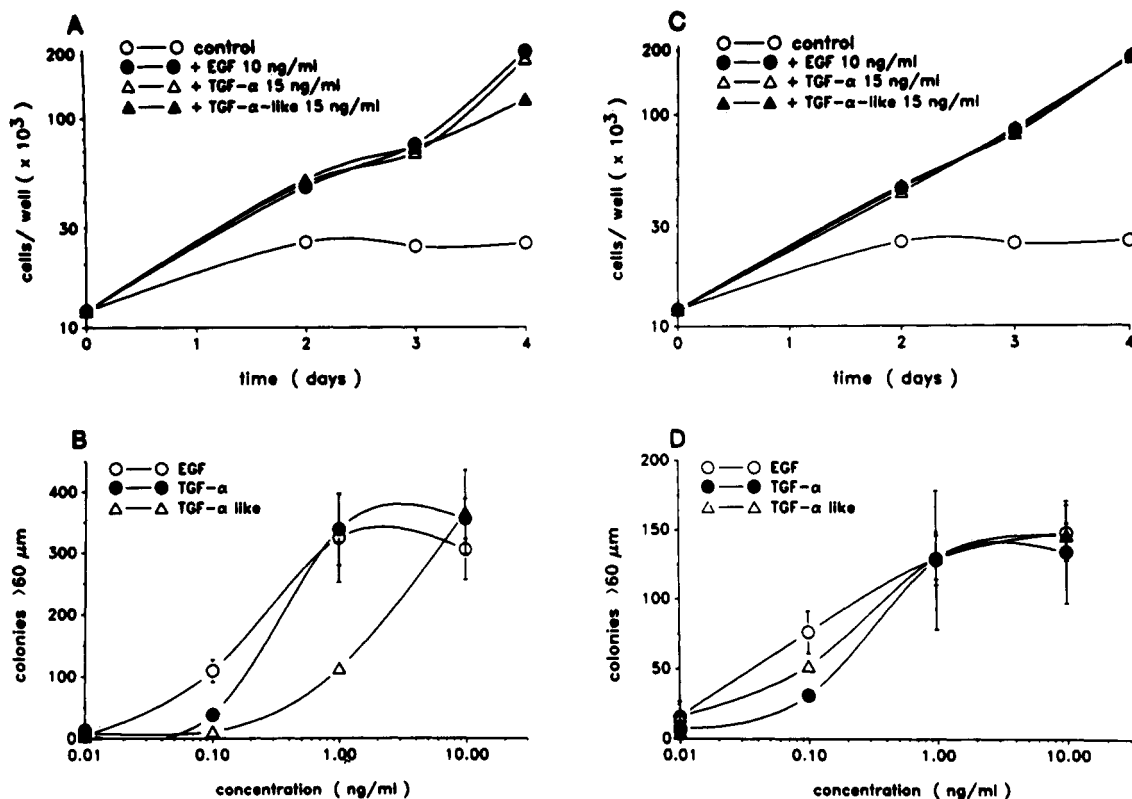 A
control
+ EGF 10 ng/ml
+ TGF-α 15 ng/ml
+ TGF-α-like 15 ng/ml
cells/ well ( x 10³ )
200
100
30
10
0 1 2 3 4
time ( days )
C
control
+ EGF 10 ng/ml
+ TGF-α 15 ng/ml
+ TGF-α-like 15 ng/ml
cells/ well ( x 10³ )
200
100
30
10
0 1 2 3 4
time ( days )
B
EGF
TGF-α
TGF-α like
colonies >60 μm
400
300
200
100
0
0.01 0.10 1.00 10.00
concentration ( ng/ml )
D
EGF
TGF-α
TGF-α like
colonies >60 μm
200
150
100
50
0
0.01 0.10 1.00 10.00
concentration ( ng/ml )